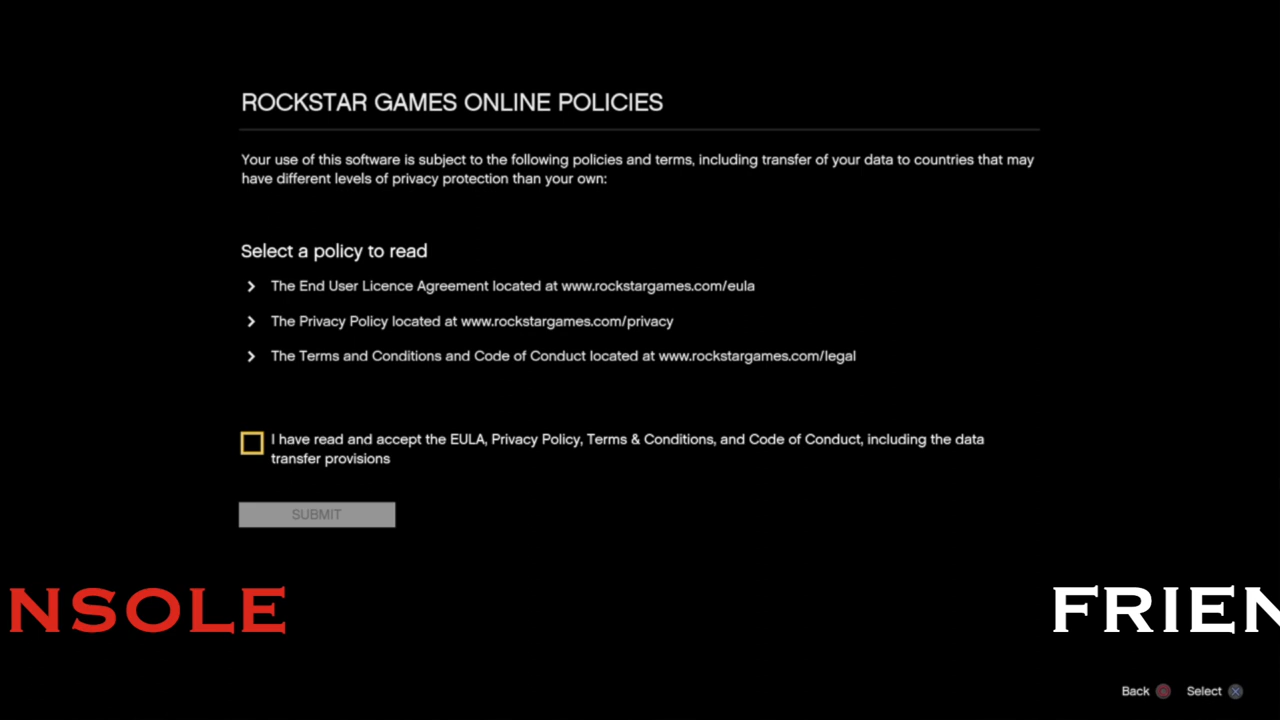 ROCKSTAR GAMES ONLINE POLICIES
Your use of this software is subject to the following policies and terms, including transfer of your data to countries that may
have different levels of privacy protection than your own:
Select a policy to read
The End User Licence Agreement located at www.rockstargames.com/eula
The Privacy Policy located at www.rockstargames.com/privacy
The Terms and Conditions and Code of Conduct located at www.rockstargames.com/legal
I have read and accept the EULA, Privacy Policy, Terms & Conditions, and Code of Conduct, including the data
transfer provisions
SUBMIT
NSOLE FRIEN
Back Select